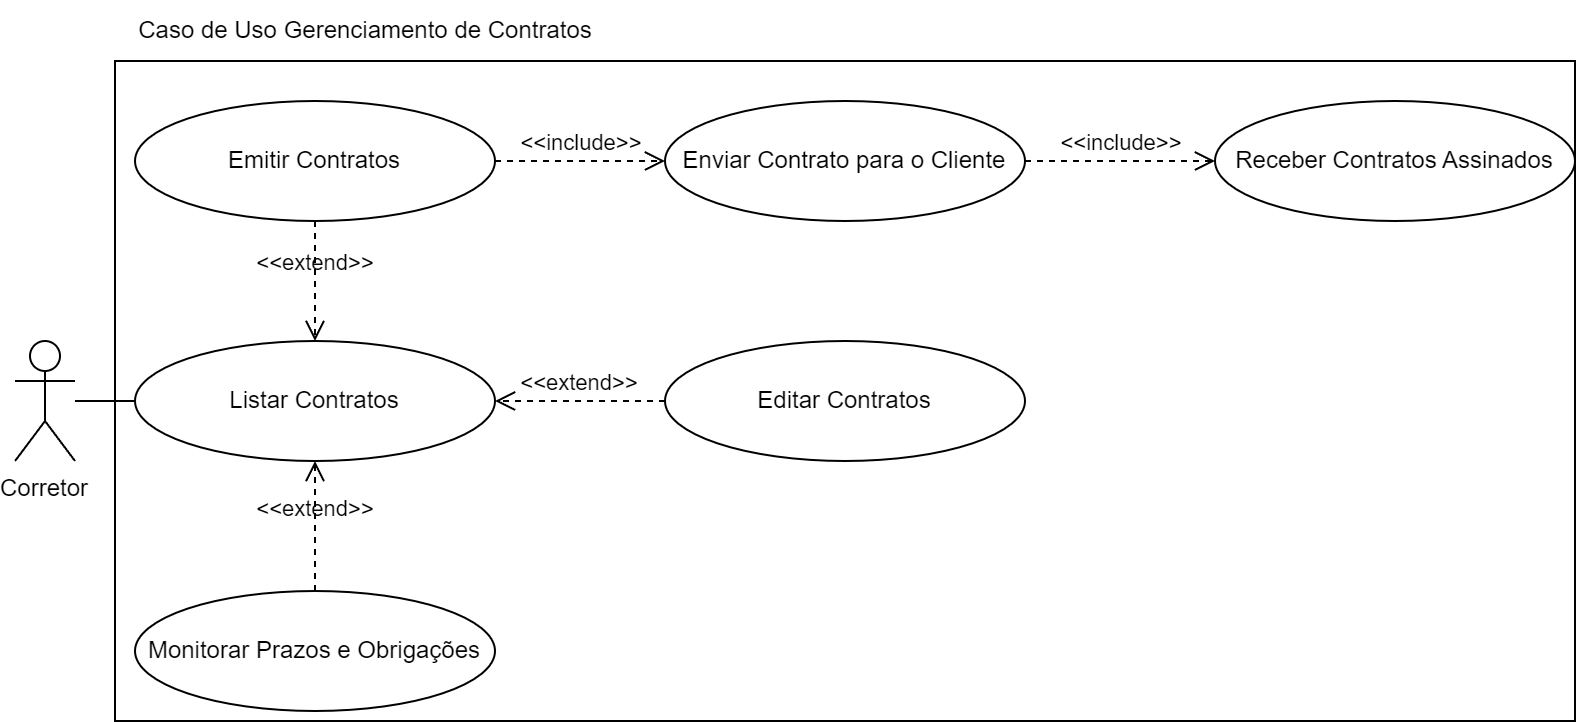 Caso de Uso Gerenciamento de Contratos
Emitir Contratos
<<include>>
Enviar Contrato para o Cliente
<<include>>
Receber Contratos Assinados
<<extend>>
Listar Contratos
<<extend>>
Editar Contratos
Corretor
<<extend>>
Monitorar Prazos e Obrigações